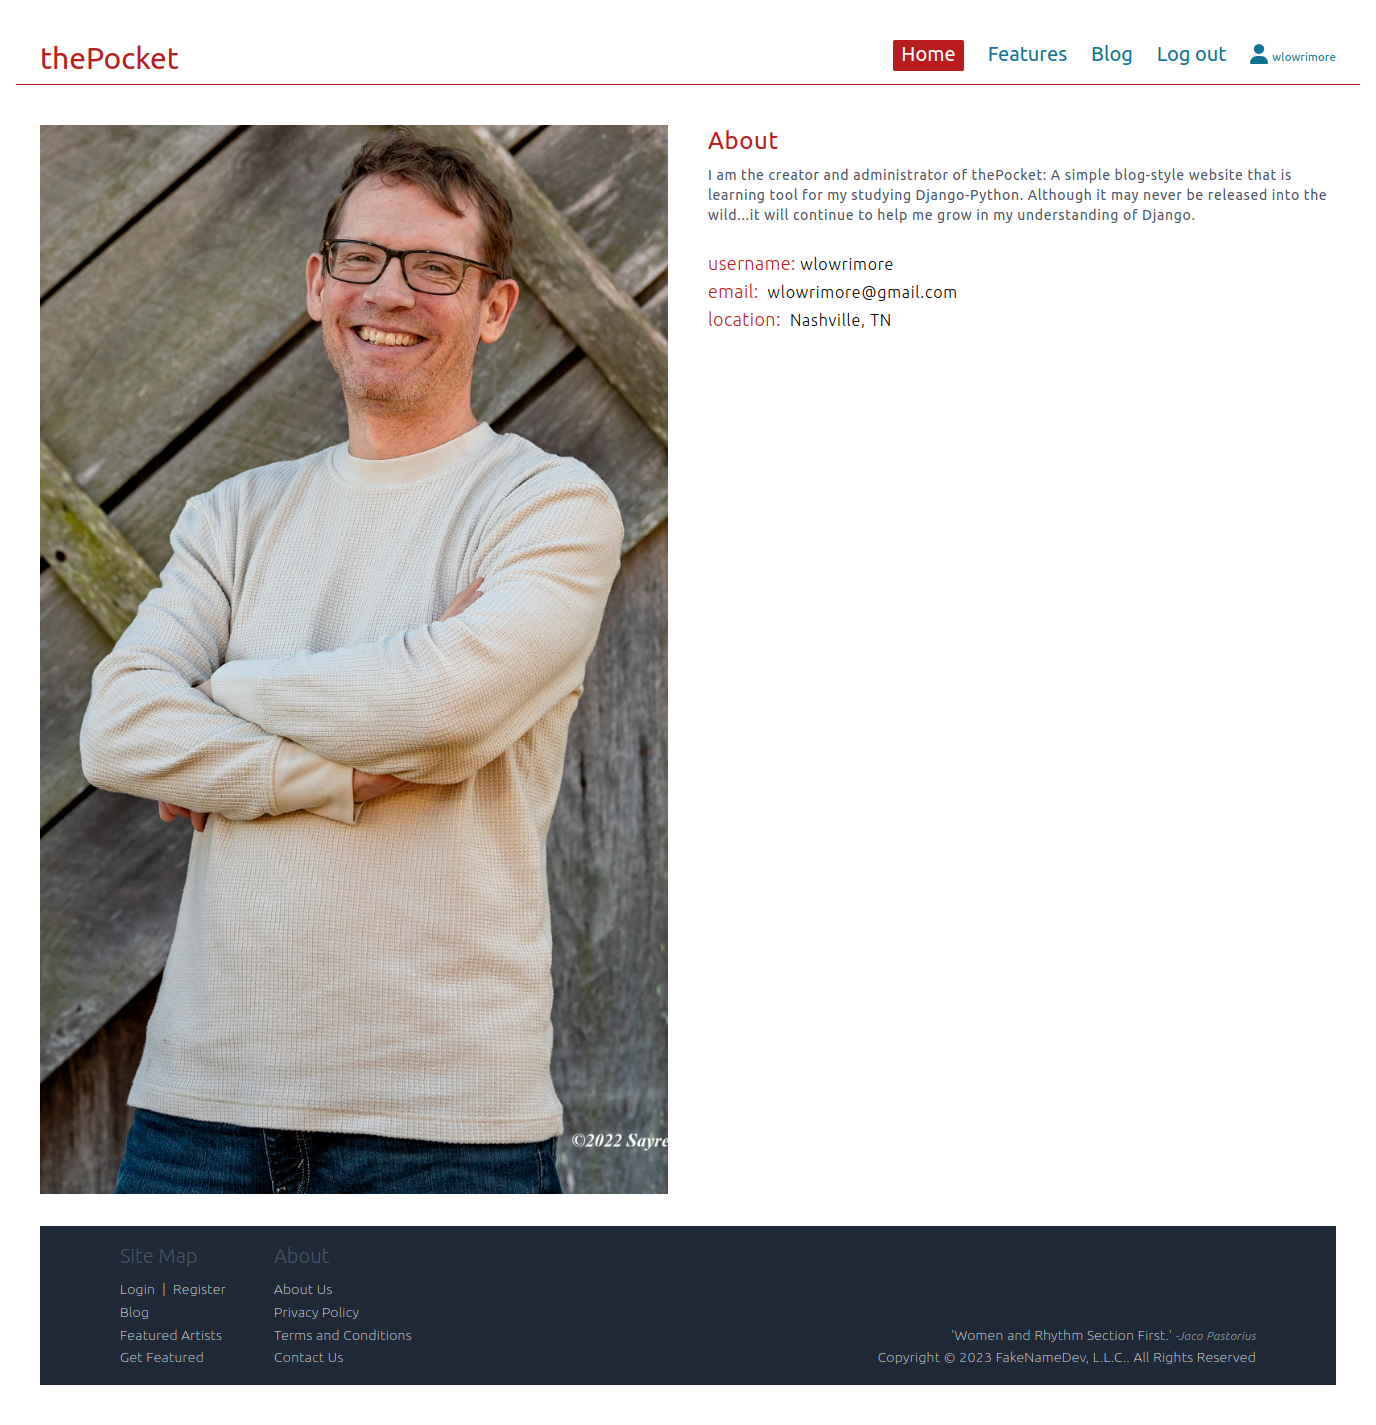 thePocket
Home Features Blog Log out wlowrimore
About
I am the creator and administrator of thePocket: A simple blog-style website that is
learning tool for my studying Django-Python. Although it may never be released into the
wild...it will continue to help me grow in my understanding of Django.
username: wlowrimore
email: wlowrimore@gmail.com
location: Nashville, TN
©2022 Sayre
Site Map
Login | Register
Blog
Featured Artists
Get Featured
About
About Us
Privacy Policy
Terms and Conditions
Contact Us
'Women and Rhythm Section First.' -Jaco Pastorius
Copyright © 2023 FakeNameDev, L.L.C.. All Rights Reserved